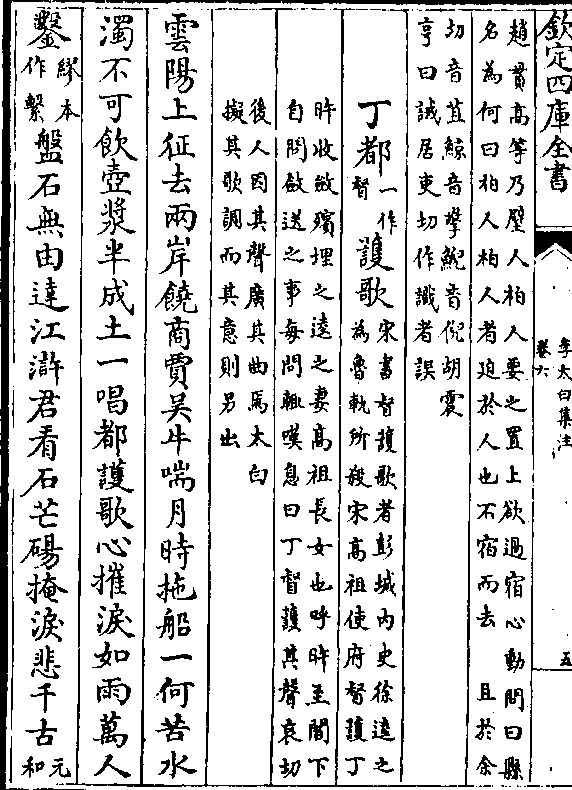 欽定四庫全書
李太白集注
卷六
五
趙貫高等乃壁人柏人要之置上欲過宿心動問曰縣
名為何曰柏人柏人者迫於人也不宿而去 且於余
切音苴鯨音擎鯢音倪胡震
亨曰誠居吏切作識者誤
丁都一作督護歌宋書督護歌者彭城内史徐逵之
為魯軌所殺宋高祖使府督護丁
旿收斂殯埋之逵之妻高祖長女也呼旿至閤下
自問斂送之事每問輒嘆息曰丁督護其聲哀切
後人因其聲廣其曲焉太白
擬其歌調而其意則另出
雲陽上征去兩岸饒商賈吳牛喘月時拖船一何苦水
濁不可飲壺漿半成土一唱都護歌心摧淚如雨萬人
鑿繆本作繫盤石無由達江滸君看石芒碭掩淚悲千古元和